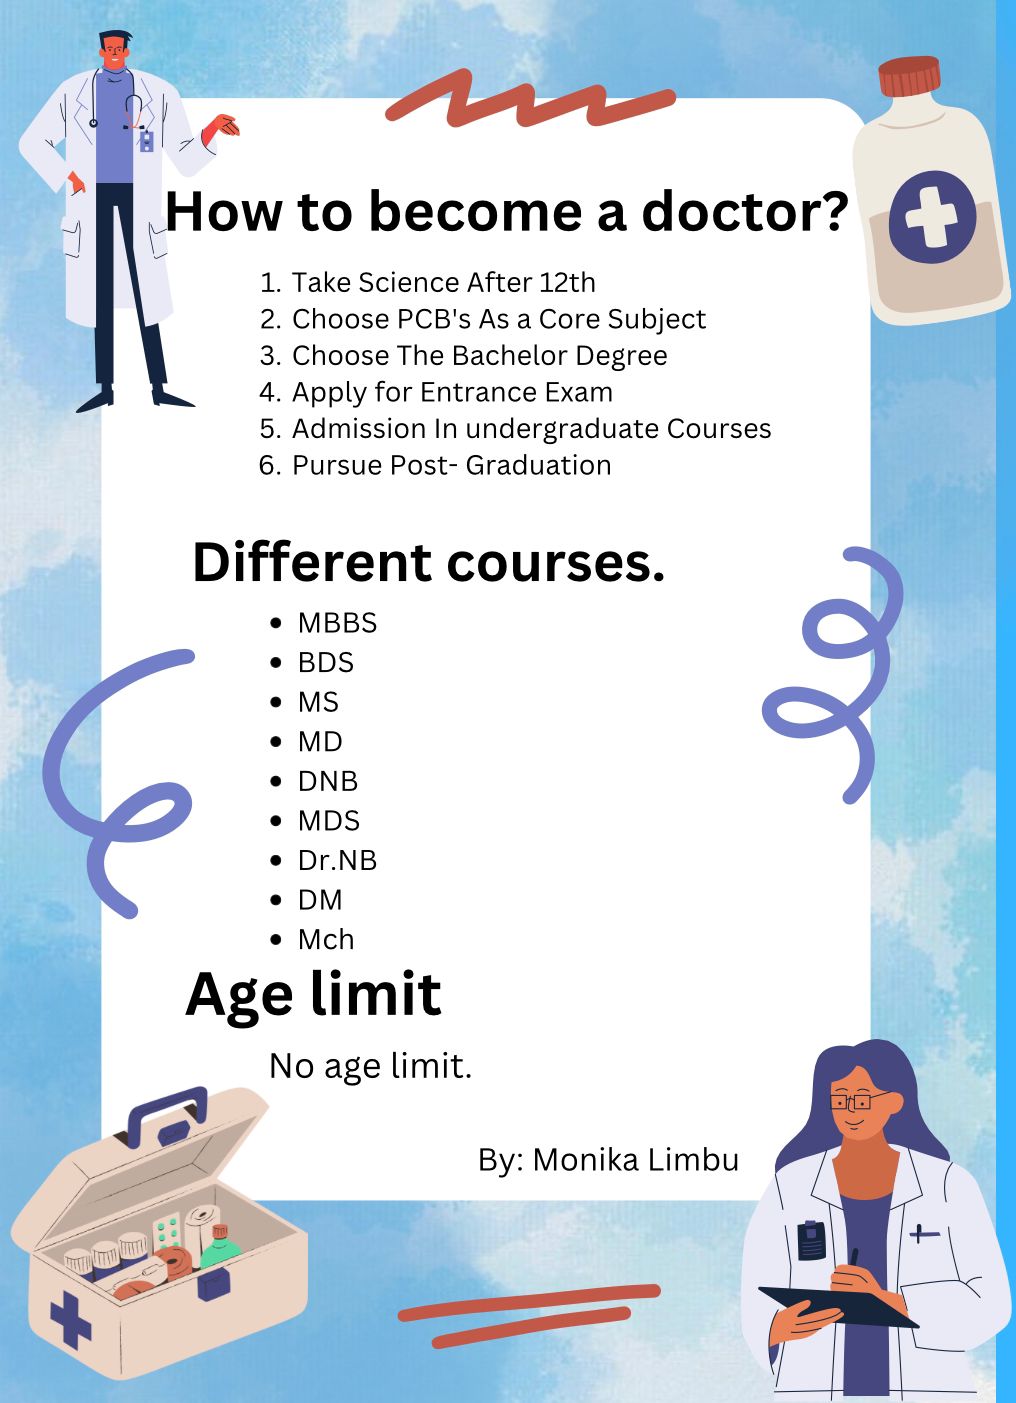 How to become a doctor?
1. Take Science After 12th
2. Choose PCB's As a Core Subject
3. Choose The Bachelor Degree
4. Apply for Entrance Exam
5. Admission In undergraduate Courses
6. Pursue Post- Graduation
Different courses.
• MBBS
• BDS
• MS
• MD
• DNB
• MDS
• Dr.NB
• DM
• Mch
Age limit
No age limit.
By: Monika Limbu